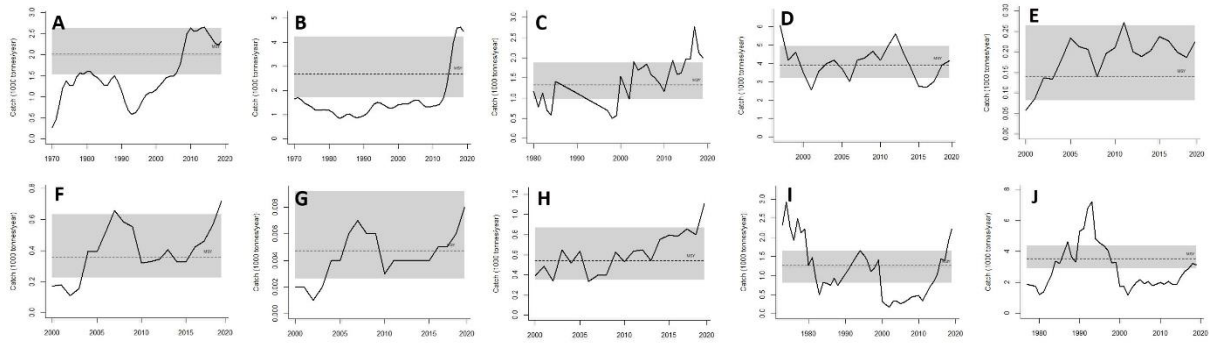 A
B
C
D
E
Catch (1000 tonnes/year)
0.0 0.5 1.0 1.5 2.0 2.5 3.0
MSY
1970 1980 1990 2000 2010 2020
Catch (1000 tonnes/year)
0 1 2 3 4 5
MSY
1970 1980 1990 2000 2010 2020
Catch (1000 tonnes/year)
0.0 0.5 1.0 1.5 2.0 2.5 3.0
MSY
1980 1990 2000 2010 2020
Catch (1000 tonnes/year)
0 1 2 3 4 5 6
MSY
2000 2005 2010 2015 2020
Catch (1000 tonnes/year)
0.00 0.05 0.10 0.15 0.20 0.25
MSY
2000 2005 2010 2015 2020
F
G
H
I
J
Catch (1000 tonnes/year)
0.0 0.2 0.4 0.6 0.8
MSY
2000 2005 2010 2015 2020
Catch (1000 tonnes/year)
0.000 0.002 0.004 0.006 0.008
MSY
2000 2005 2010 2015 2020
Catch (1000 tonnes/year)
0.0 0.2 0.4 0.6 0.8 1.0 1.2
MSY
2000 2005 2010 2015 2020
Catch (1000 tonnes/year)
0.0 0.5 1.0 1.5 2.0 2.5 3.0
MSY
1980 1990 2000 2010 2020
Catch (1000 tonnes/year)
0 2 4 6 8
MSY
1980 1990 2000 2010 2020